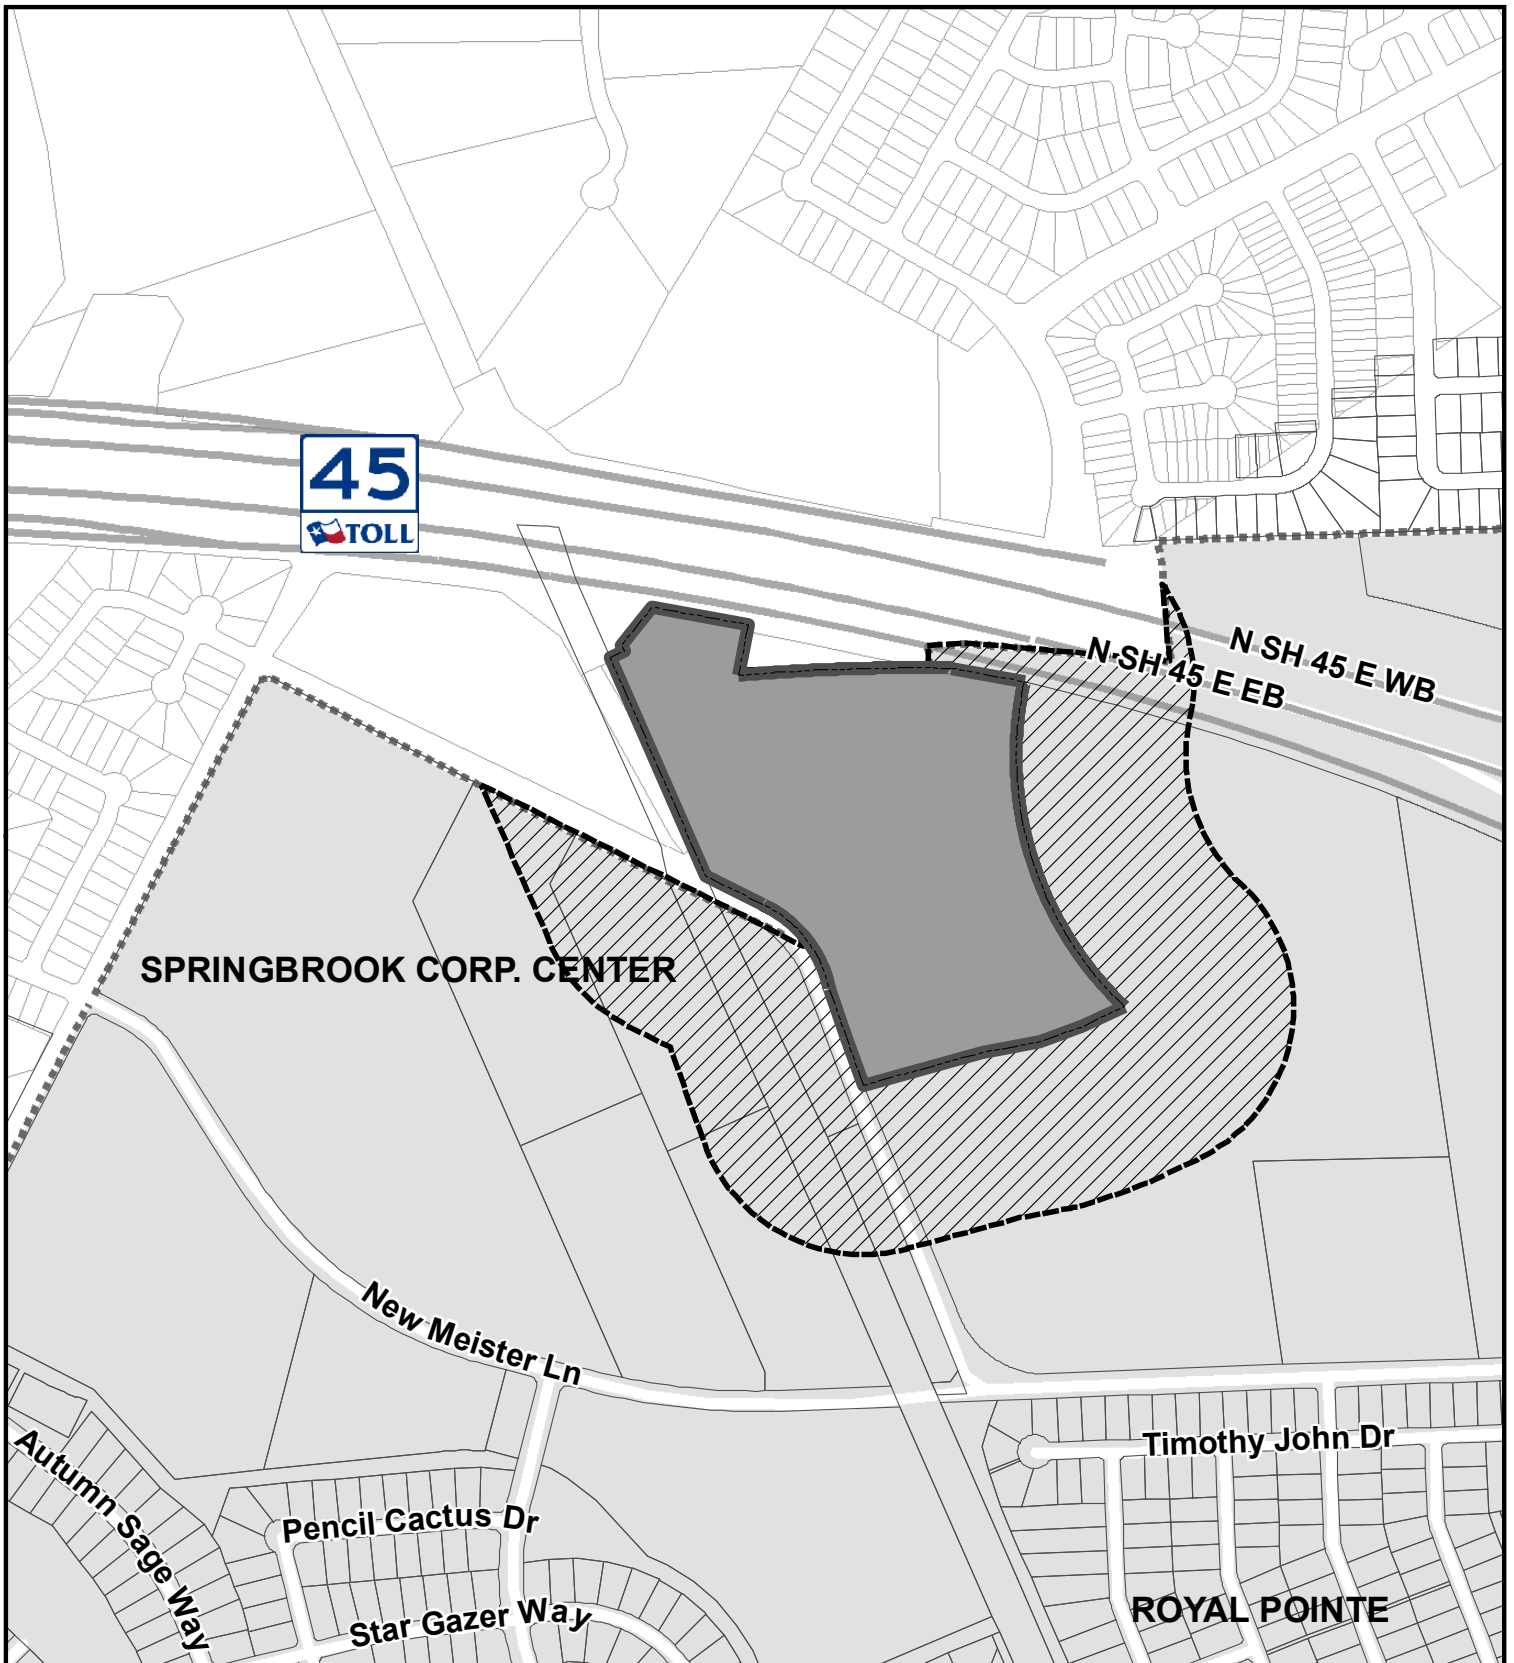 45
TOLL
N SH 45 E WB
N SH 45 E EB
SPRINGBROOK CORP. CENTER
New Meister Ln
Timothy John Dr
Autumn Sage Way
Pencil Cactus Dr
Star Gazer Way
ROYAL POINTE